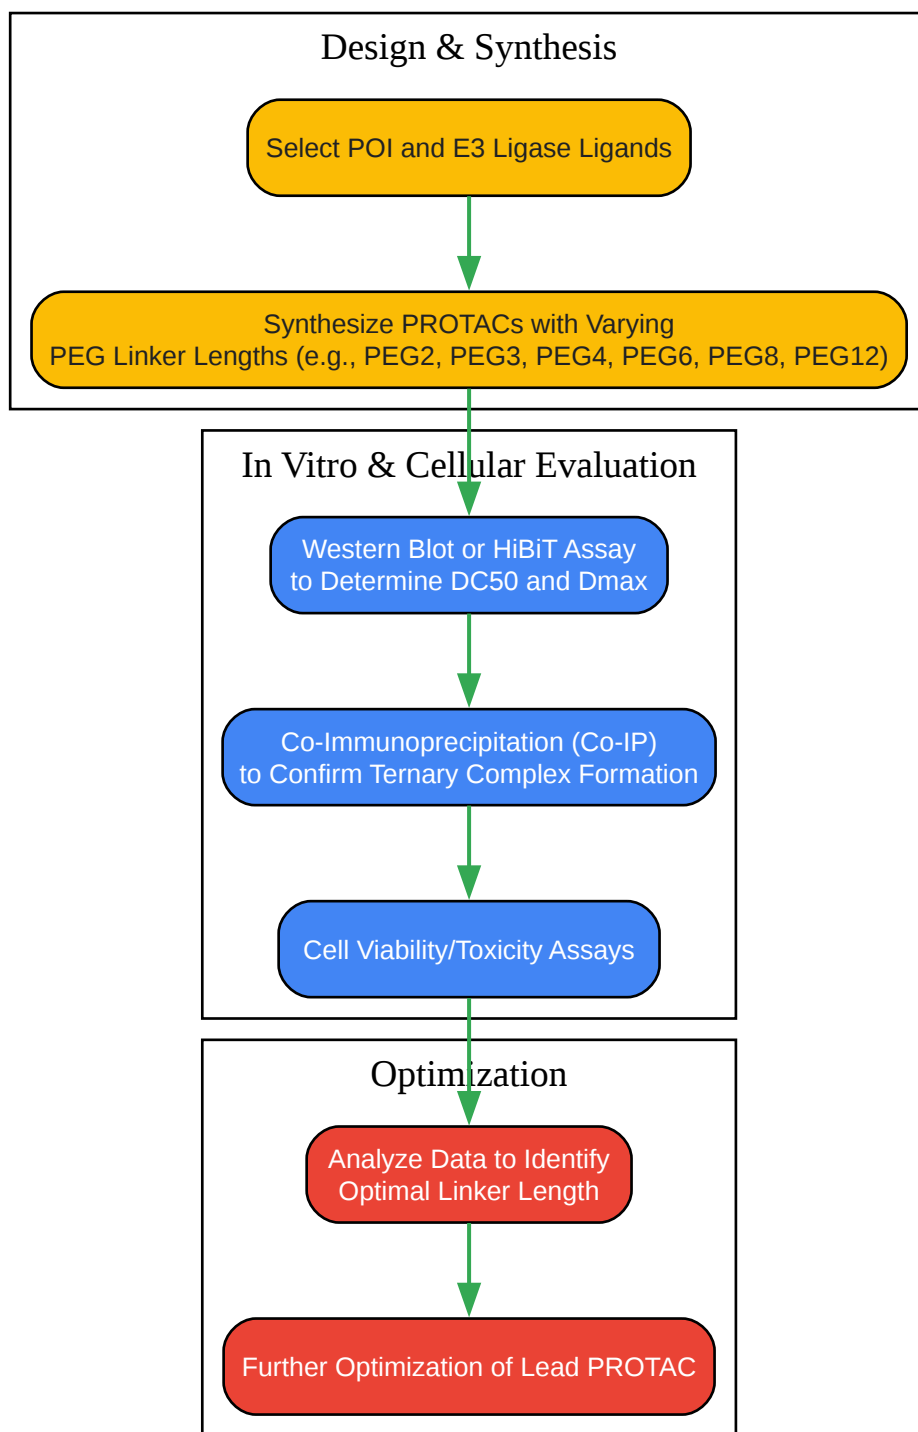 Design & Synthesis
Select POI and E3 Ligase Ligands
Synthesize PROTACs with Varying
PEG Linker Lengths (e.g., PEG2, PEG3, PEG4, PEG6, PEG8, PEG12)
In Vitro & Cellular Evaluation
Western Blot or HiBiT Assay
to Determine DC50 and Dmax
Co-Immunoprecipitation (Co-IP)
to Confirm Ternary Complex Formation
Cell Viability/Toxicity Assays
Optimization
Analyze Data to Identify
Optimal Linker Length
Further Optimization of Lead PROTAC